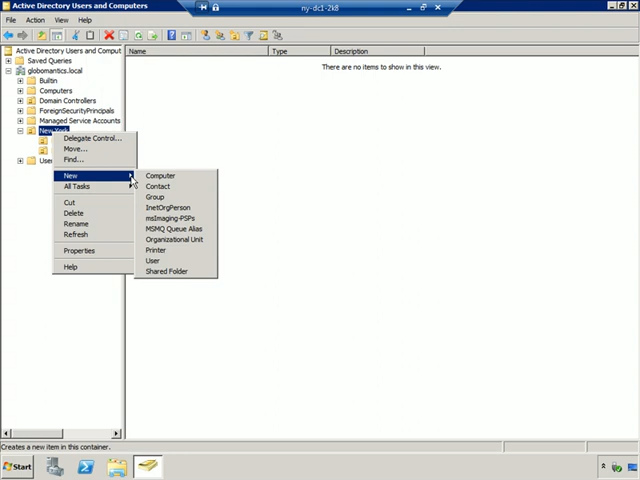 Active Directory Users and Computers
ny-dc1-2k8
File Action View Help
Active Directory Users and Comput
Saved Queries
globomantics.local
Builtin
Computers
Domain Controllers
ForeignSecurityPrincipals
Managed Service Accounts
New York
User
Name Type Description
There are no items to show in this view.
Delegate Control...
Move...
Find...
New
All Tasks
Cut
Delete
Rename
Refresh
Properties
Help
Computer
Contact
Group
InetOrgPerson
msImaging-PSPs
MSMQ Queue Alias
Organizational Unit
Printer
User
Shared Folder
Creates a new item in this container.
Start